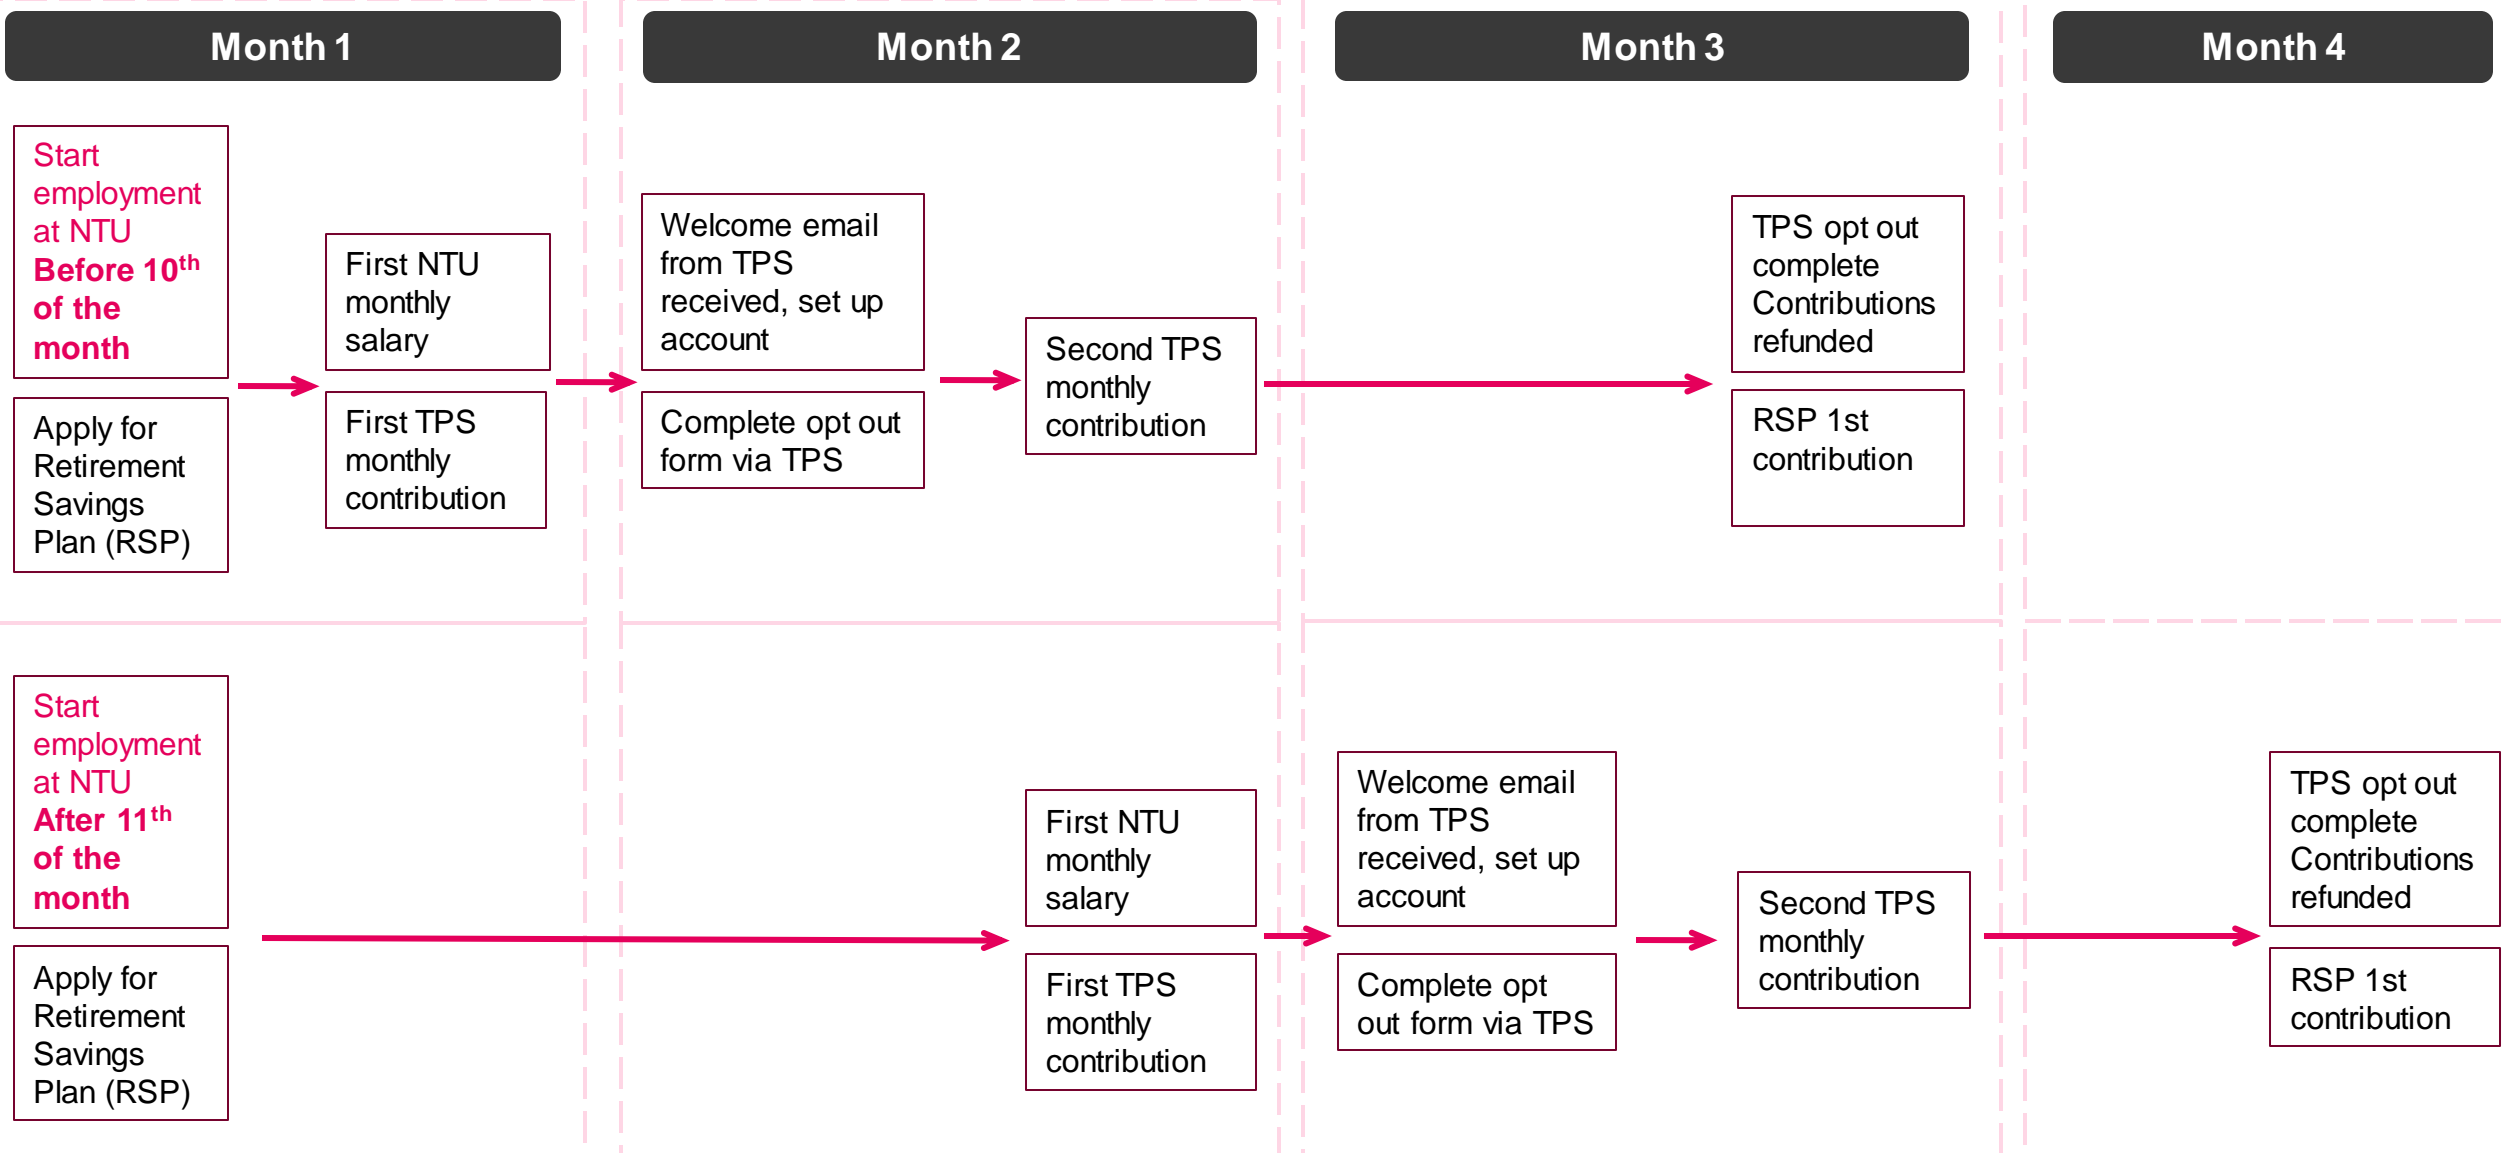 Month 1
Month 2
Month 3
Month 4
Start
employment
at NTU
Before 10th
of the
month
Apply for
Retirement
Savings
Plan (RSP)
First NTU
monthly
salary
First TPS
monthly
contribution
Welcome email
from TPS
received, set up
account
Complete opt out
form via TPS
Second TPS
monthly
contribution
TPS opt out
complete
Contributions
refunded
RSP 1st
contribution
Start
employment
at NTU
After 11th
of the
month
Apply for
Retirement
Savings
Plan (RSP)
First NTU
monthly
salary
First TPS
monthly
contribution
Welcome email
from TPS
received, set up
account
Complete opt
out form via TPS
Second TPS
monthly
contribution
TPS opt out
complete
Contributions
refunded
RSP 1st
contribution